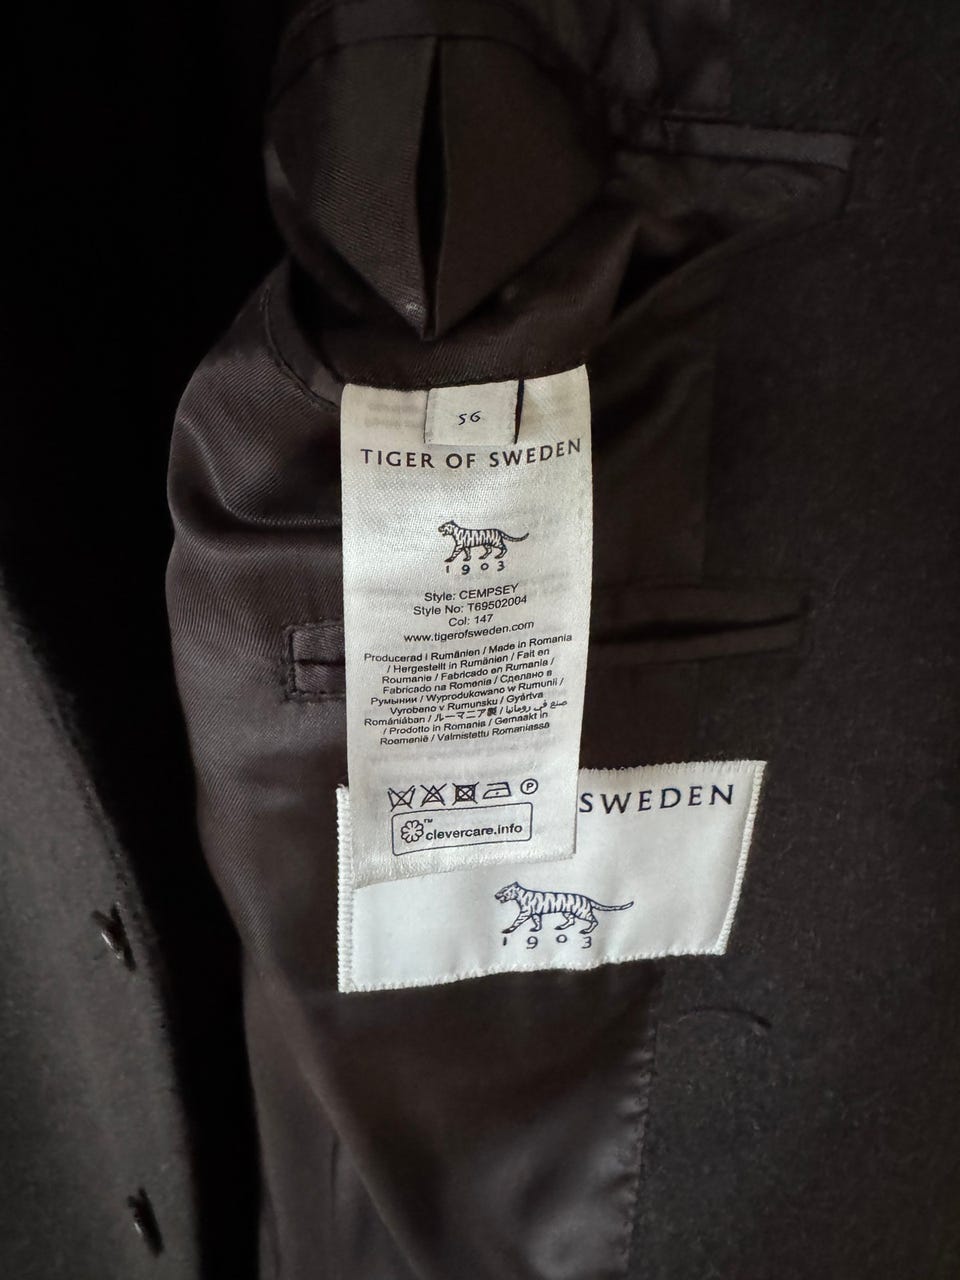 56
TIGER OF SWEDEN
1903
Style: CEMPSEY
Style No: T69502004
Col: 147
www.tigerofsweden.com
Producerad i Rumänien / Made in Romania
/ Hergestellt in Rumänien / Fait en
Roumanie / Fabricado en Rumania /
Fabricado na Romenia / Сделано в
Румынии / Wyprodukowano w Rumunii /
Vyrobeno v Rumunsku / Gyártva
Romániában / ルーマニア製 / صنع في رومانيا
/ Prodotto in Romania / Gemaakt in
Roemenië / Valmistettu Romaniassa
P
™
clevercare.info
SWEDEN
1903